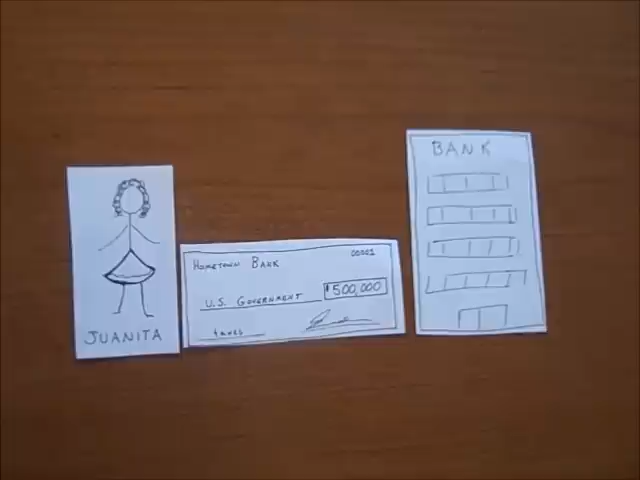 JUANITA
HOMETOWN BANK
00001
U.S. GOVERNMENT
$500,000
taxes
BANK